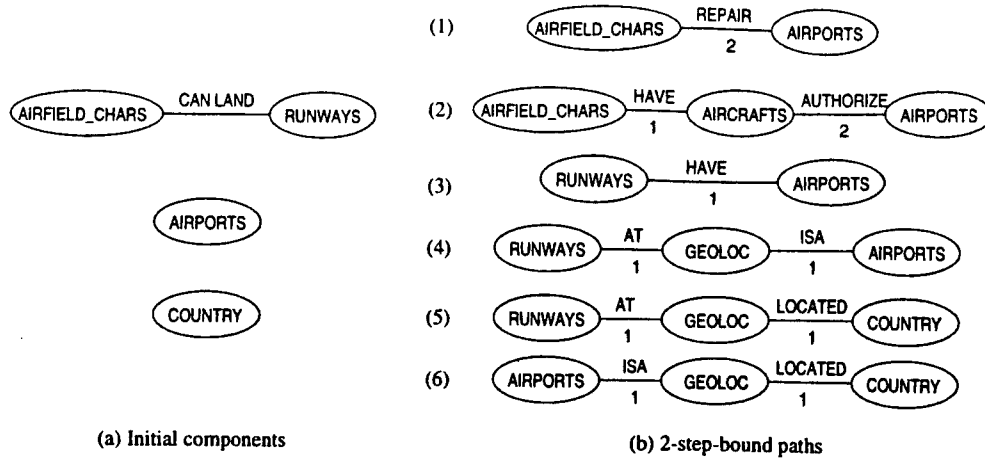 CAN LAND
AIRFIELD_CHARS RUNWAYS
AIRPORTS
COUNTRY
(a) Initial components
(1) AIRFIELD_CHARS REPAIR 2 AIRPORTS
(2) AIRFIELD_CHARS HAVE 1 AIRCRAFTS AUTHORIZE 2 AIRPORTS
(3) RUNWAYS HAVE 1 AIRPORTS
(4) RUNWAYS AT 1 GEOLOC ISA 1 AIRPORTS
(5) RUNWAYS AT 1 GEOLOC LOCATED 1 COUNTRY
(6) AIRPORTS ISA 1 GEOLOC LOCATED 1 COUNTRY
(b) 2-step-bound paths